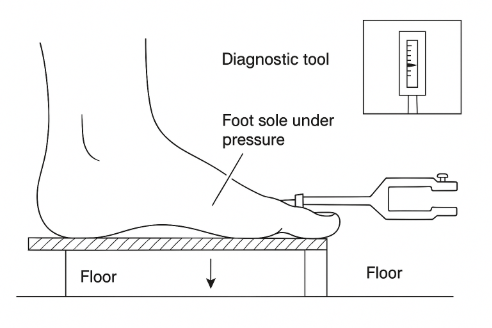 Diagnostic tool
Foot sole under
pressure
Floor
Floor